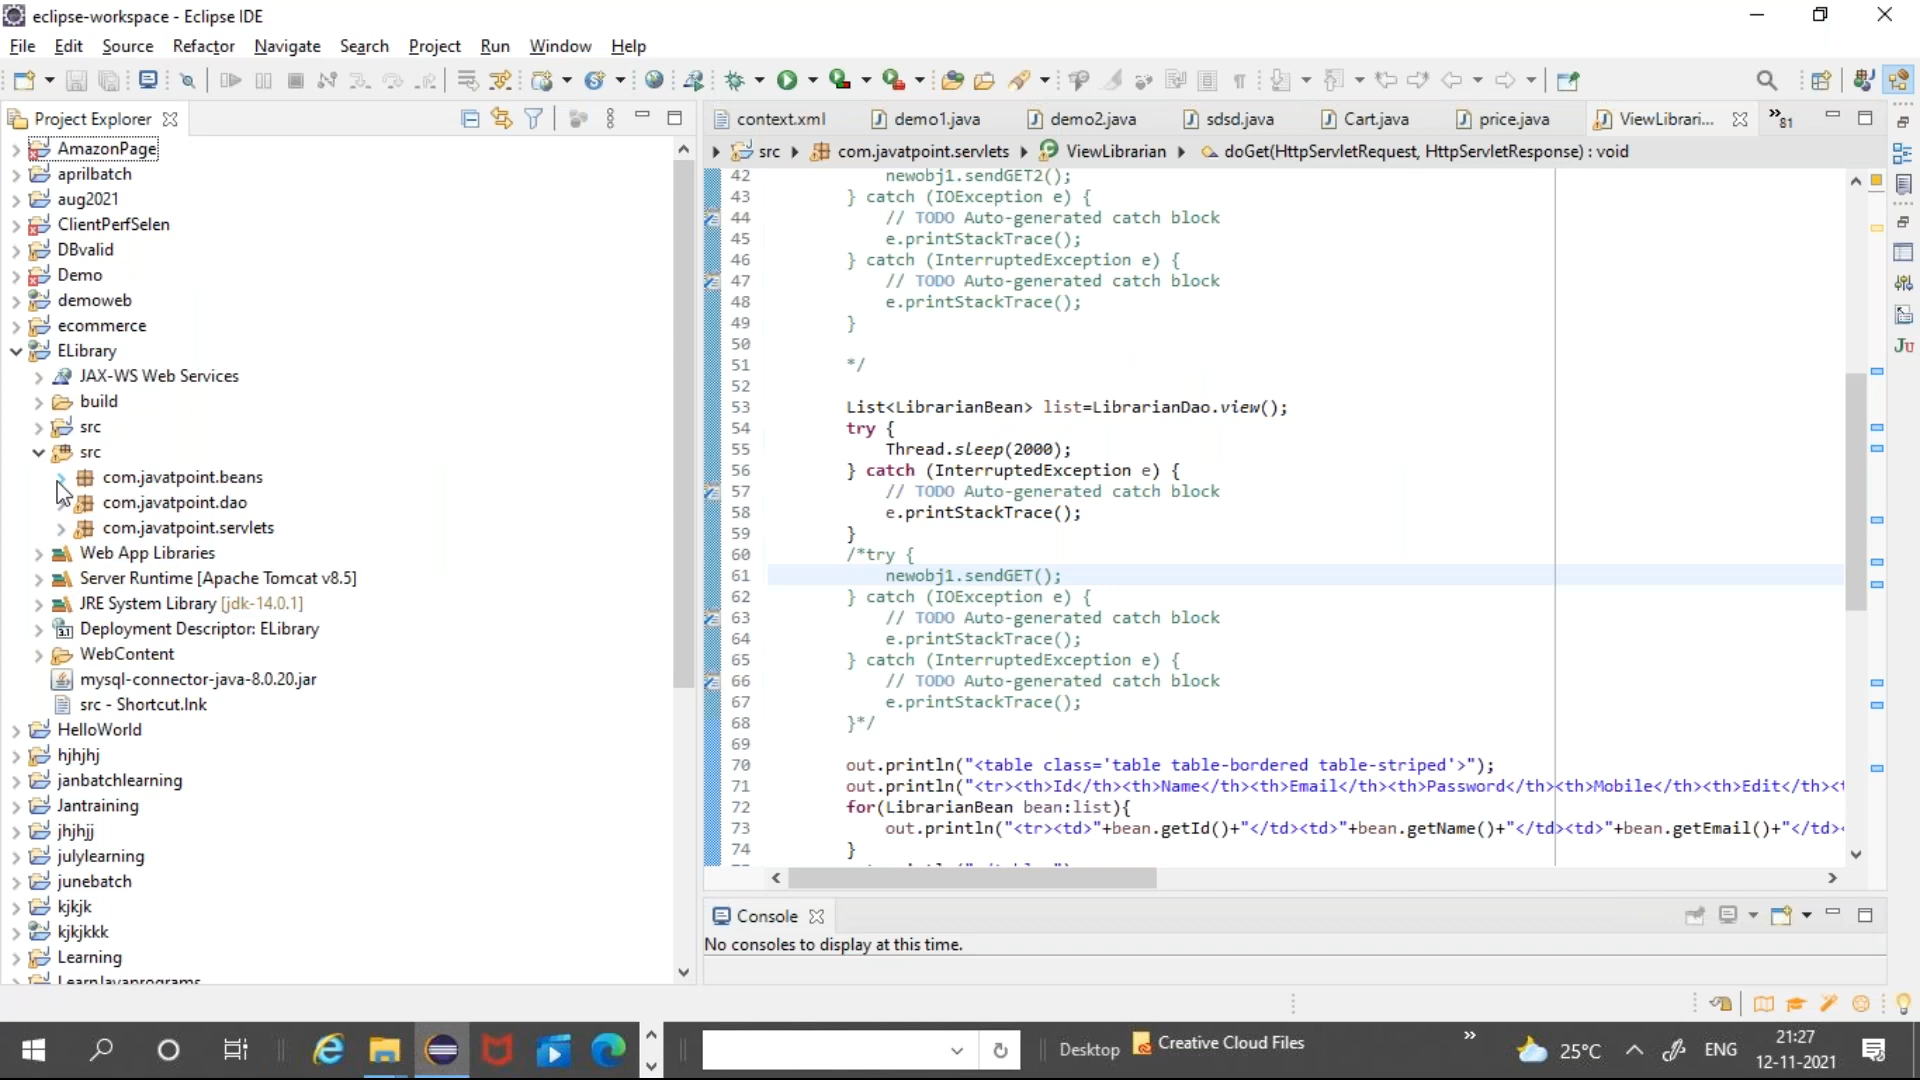 eclipse-workspace - Eclipse IDE
File Edit Source Refactor Navigate Search Project Run Window Help
Project Explorer
AmazonPage
aprilbatch
aug2021
ClientPerfSelen
DBvalid
Demo
demoweb
ecommerce
ELibrary
JAX-WS Web Services
build
src
src
com.javatpoint.beans
com.javatpoint.dao
com.javatpoint.servlets
Web App Libraries
Server Runtime [Apache Tomcat v8.5]
JRE System Library [jdk-14.0.1]
Deployment Descriptor: ELibrary
WebContent
mysql-connector-java-8.0.20.jar
src - Shortcut.lnk
HelloWorld
hjhjhj
janbatchlearning
Jantraining
jhjhjj
julylearning
junebatch
kjkjk
kjkjkkk
Learning
LearnJavaprograms
context.xml demo1.java demo2.java sdsd.java Cart.java price.java ViewLibrari... »81
src com.javatpoint.servlets ViewLibrarian doGet(HttpServletRequest, HttpServletResponse) : void
42 newobj1.sendGET2();
43 } catch (IOException e) {
44 // TODO Auto-generated catch block
45 e.printStackTrace();
46 } catch (InterruptedException e) {
47 // TODO Auto-generated catch block
48 e.printStackTrace();
49 }
50
51 */
52
53 List<LibrarianBean> list=LibrarianDao.view();
54 try {
55 Thread.sleep(2000);
56 } catch (InterruptedException e) {
57 // TODO Auto-generated catch block
58 e.printStackTrace();
59 }
60 /*try {
61 newobj1.sendGET();
62 } catch (IOException e) {
63 // TODO Auto-generated catch block
64 e.printStackTrace();
65 } catch (InterruptedException e) {
66 // TODO Auto-generated catch block
67 e.printStackTrace();
68 }*/
69
70 out.println("<table class='table table-bordered table-striped'>");
71 out.println("<tr><th>Id</th><th>Name</th><th>Email</th><th>Password</th><th>Mobile</th><th>Edit</th><t
72 for(LibrarianBean bean:list){
73 out.println("<tr><td>"+bean.getId()+"</td><td>"+bean.getName()+"</td><td>"+bean.getEmail()+"</td><
74 }
Console
No consoles to display at this time.
Desktop Creative Cloud Files » 25°C ENG 21:27
12-11-2021